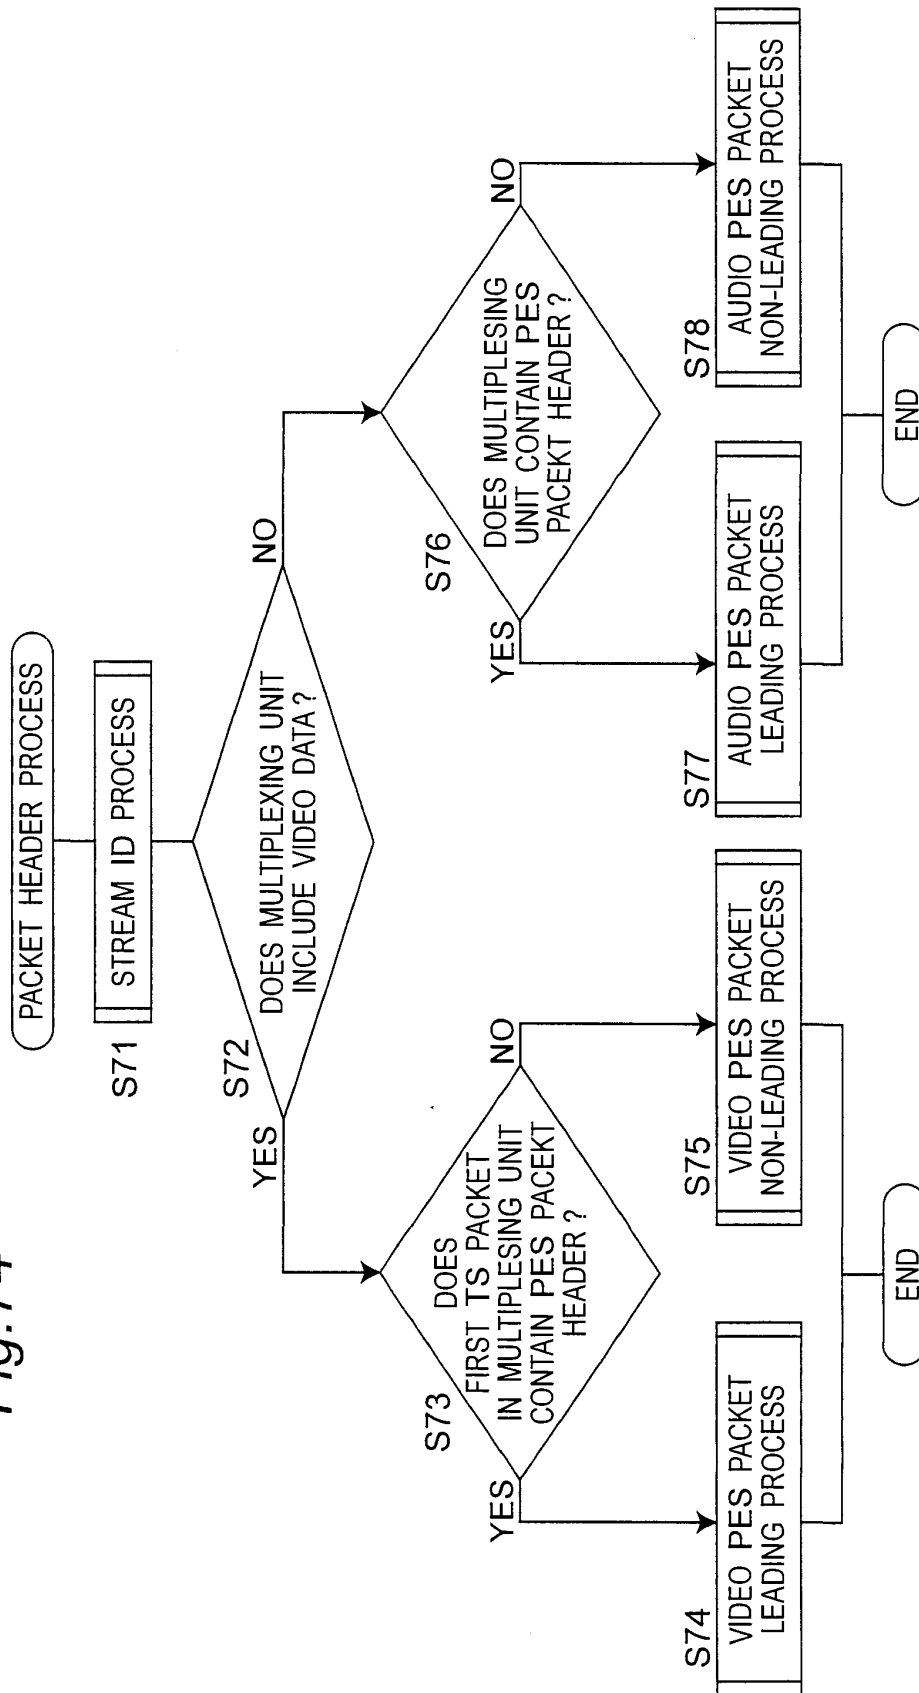 Fig.74
PACKET HEADER PROCESS
S71
STREAM ID PROCESS
S72
DOES MULTIPLEXING UNIT
INCLUDE VIDEO DATA?
YES
NO
S73
DOES
FIRST TS PACKET
IN MULTIPLESING UNIT
CONTAIN PES PACEKT
HEADER?
YES
NO
S74
VIDEO PES PACKET
LEADING PROCESS
S75
VIDEO PES PACKET
NON-LEADING PROCESS
END
S76
DOES MULTIPLESING
UNIT CONTAIN PES
PACEKT HEADER?
YES
NO
S77
AUDIO PES PACKET
LEADING PROCESS
S78
AUDIO PES PACKET
NON-LEADING PROCESS
END